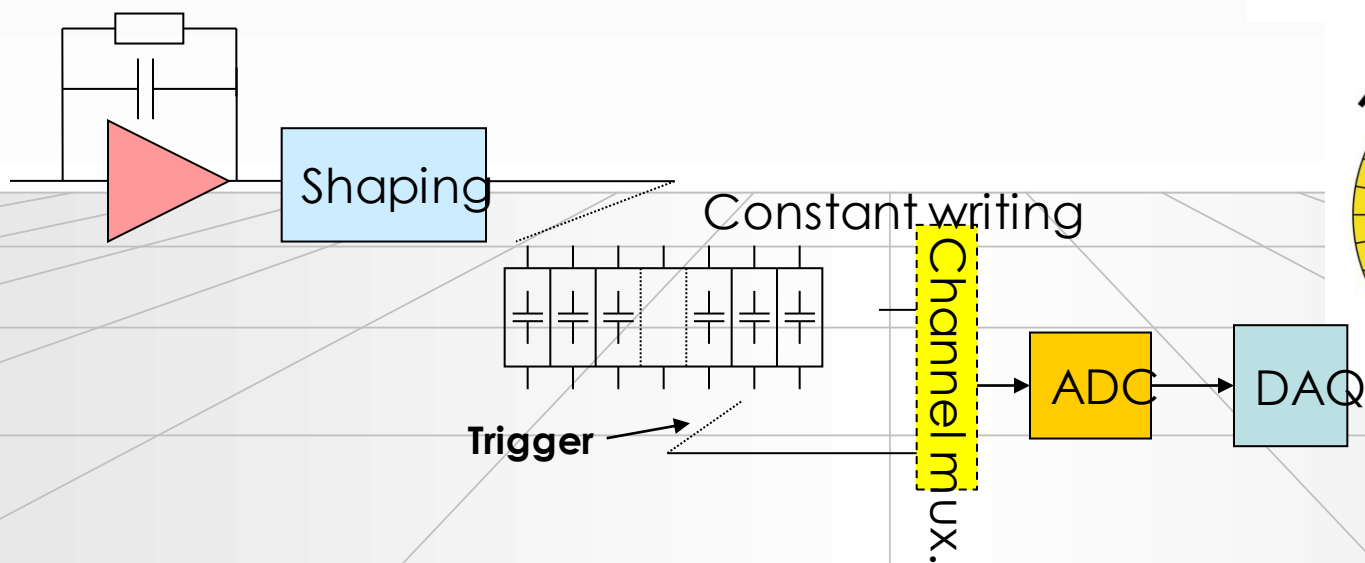 Shaping
Constant writing
Channel mux.
Trigger
ADC
DAQ